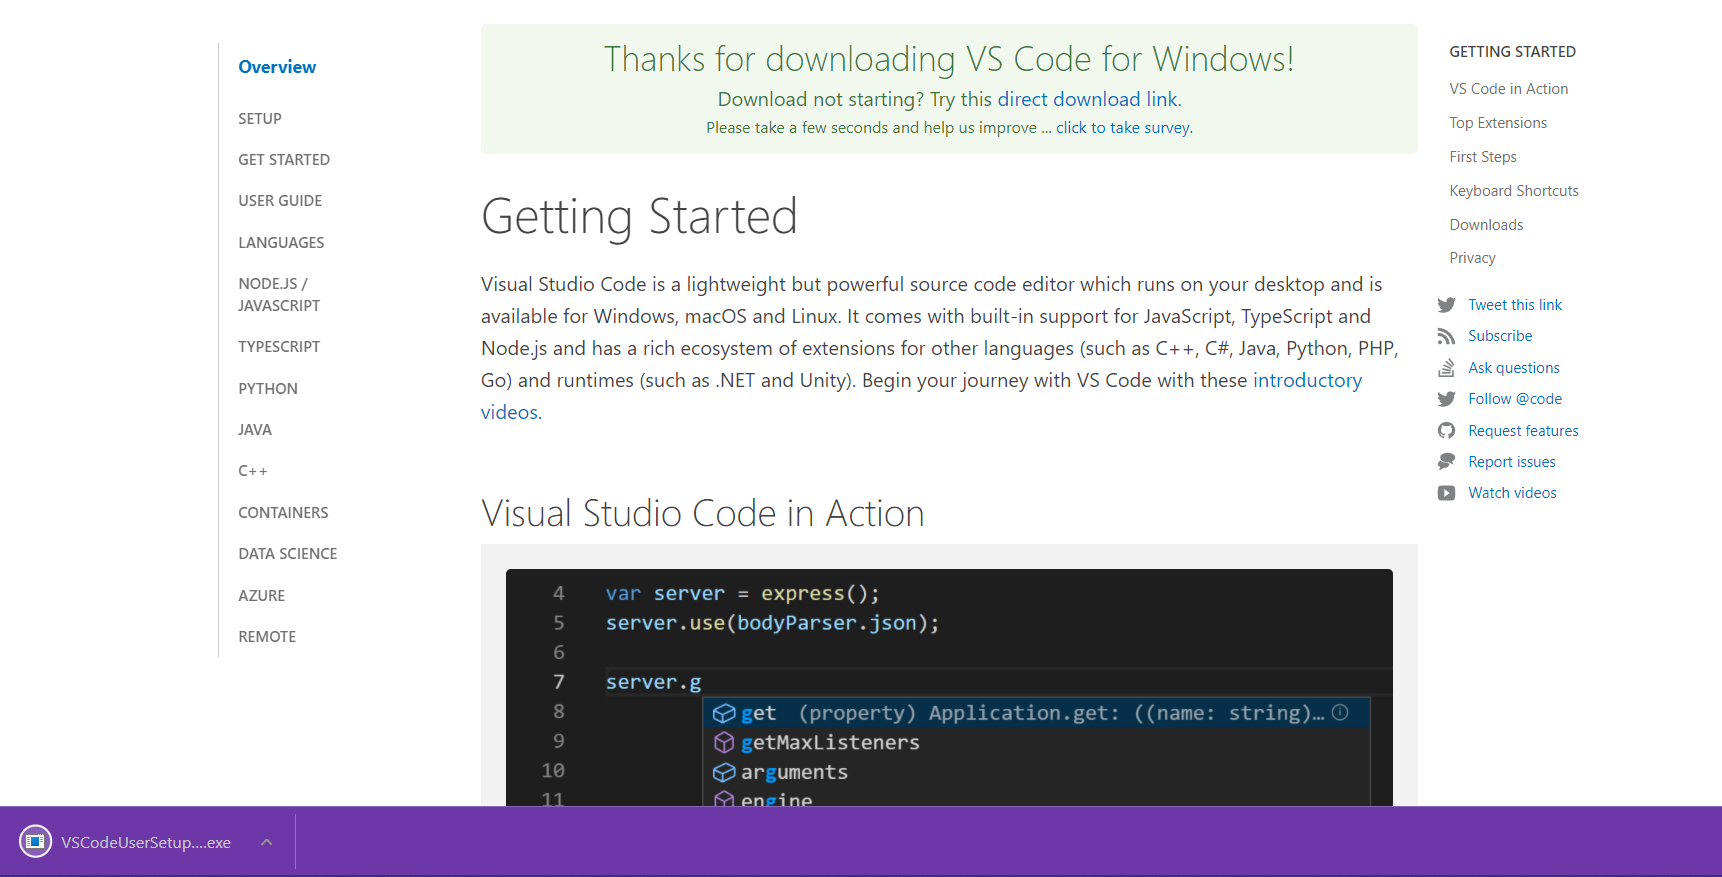 Overview
SETUP
GET STARTED
USER GUIDE
LANGUAGES
NODE.JS /
JAVASCRIPT
TYPESCRIPT
PYTHON
JAVA
C++
CONTAINERS
DATA SCIENCE
AZURE
REMOTE
Thanks for downloading VS Code for Windows!
Download not starting? Try this direct download link.
Please take a few seconds and help us improve ... click to take survey.
Getting Started
Visual Studio Code is a lightweight but powerful source code editor which runs on your desktop and is
available for Windows, macOS and Linux. It comes with built-in support for JavaScript, TypeScript and
Node.js and has a rich ecosystem of extensions for other languages (such as C++, C#, Java, Python, PHP,
Go) and runtimes (such as .NET and Unity). Begin your journey with VS Code with these introductory
videos.
Visual Studio Code in Action
4 var server = express();
5 server.use(bodyParser.json);
6
7 server.g
8 get (property) Application.get: ((name: string)…
9 getMaxListeners
10 arguments
11 engine
GETTING STARTED
VS Code in Action
Top Extensions
First Steps
Keyboard Shortcuts
Downloads
Privacy
Tweet this link
Subscribe
Ask questions
Follow @code
Request features
Report issues
Watch videos
VSCodeUserSetup....exe